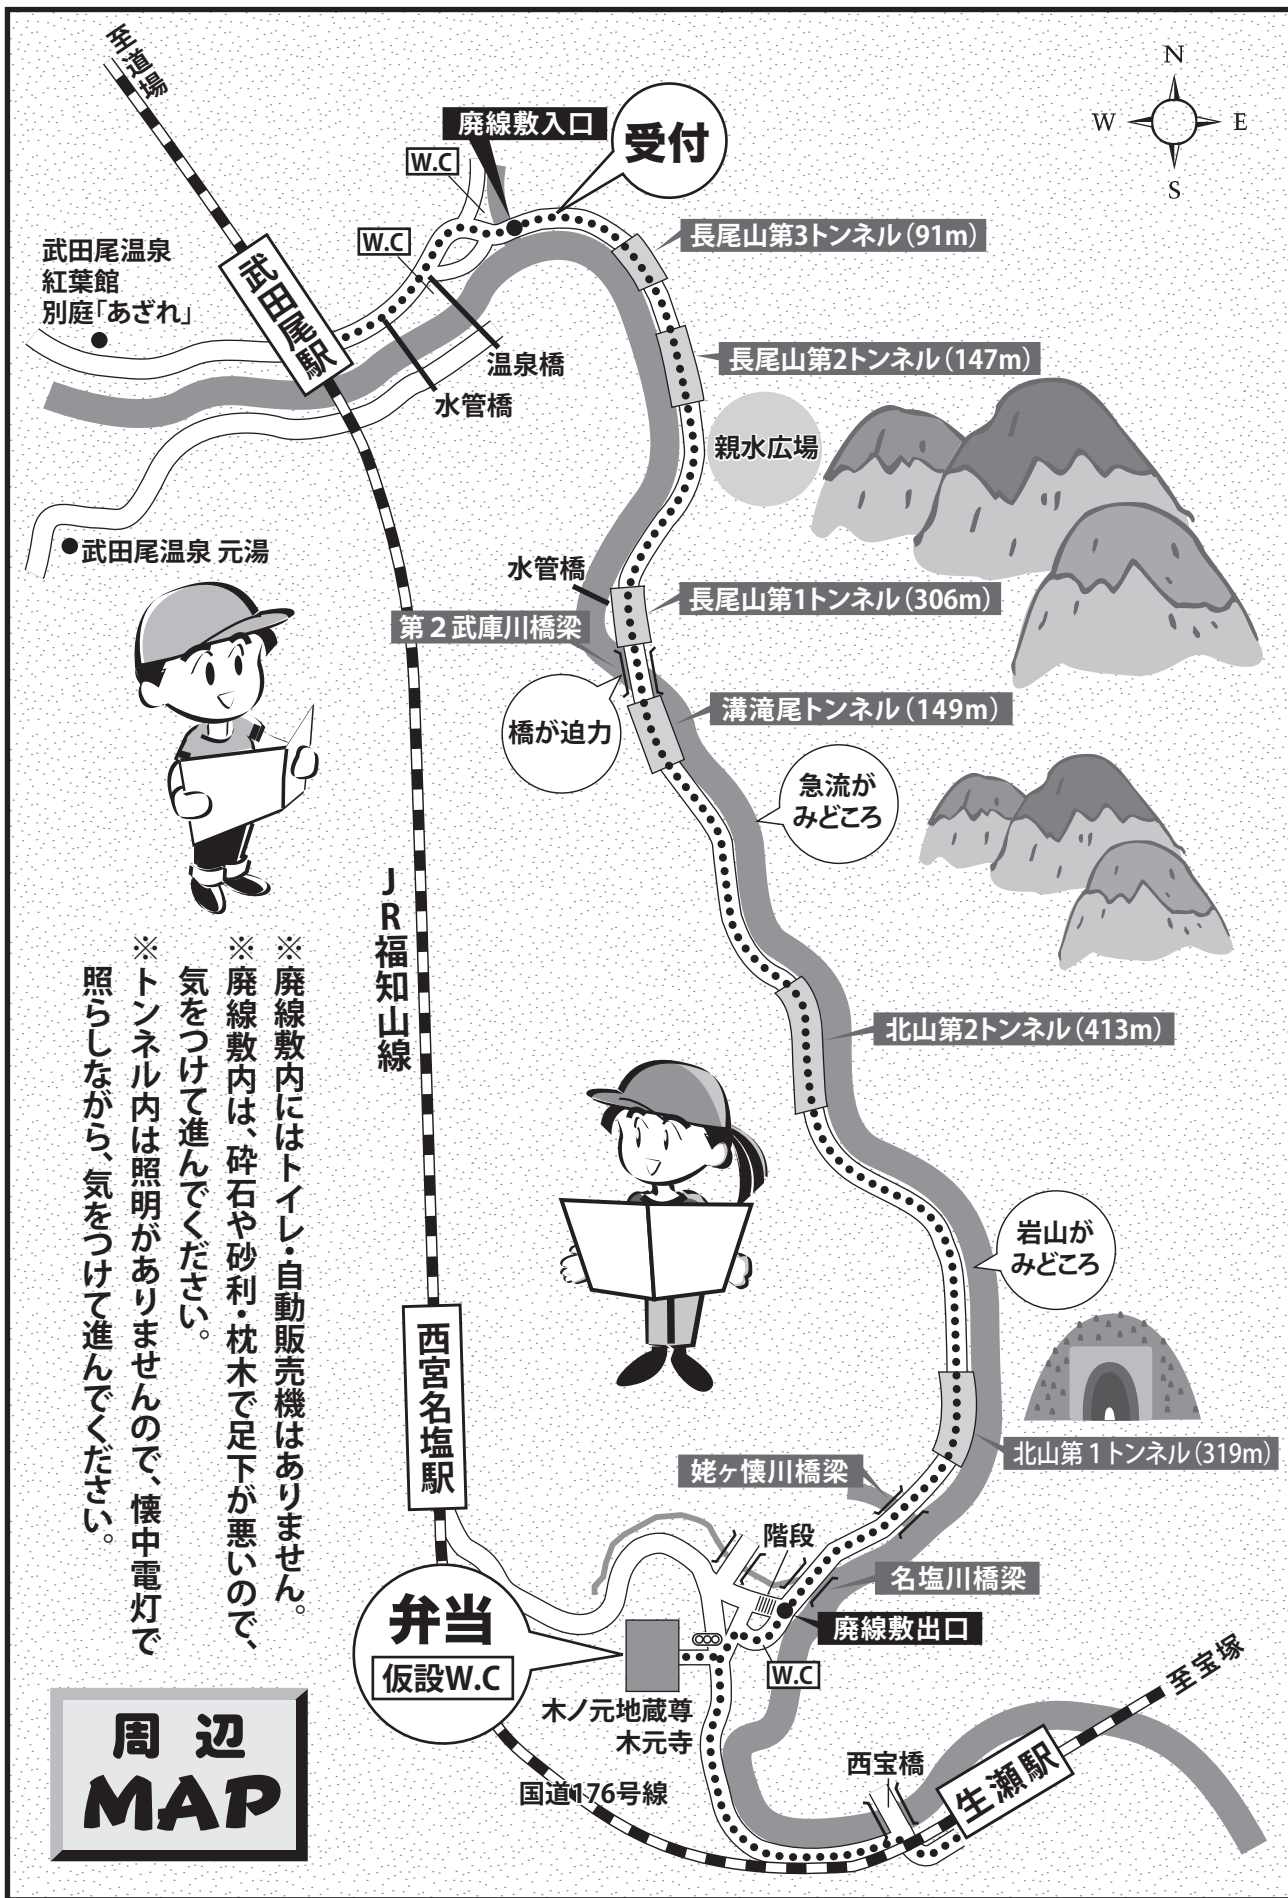 至道場
N
W
E
S
廃線敷入口
受付
W.C
W.C
長尾山第3トンネル(91m)
武田尾温泉
紅葉館
別庭「あざれ」
武田尾駅
温泉橋
水管橋
長尾山第2トンネル(147m)
親水広場
武田尾温泉 元湯
水管橋
長尾山第1トンネル(306m)
第2武庫川橋梁
橋が迫力
溝滝尾トンネル(149m)
急流が
みどころ
JR福知山線
北山第2トンネル(413m)
岩山が
みどころ
西宮名塩駅
北山第1トンネル(319m)
姥ヶ懐川橋梁
階段
名塩川橋梁
廃線敷出口
W.C
弁当
仮設W.C
木ノ元地蔵尊
木元寺
国道176号線
西宝橋
生瀬駅
至宝塚
※廃線敷内にはトイレ・自動販売機はありません。
※廃線敷内は、砕石や砂利・枕木で足下が悪いので、
気をつけて進んでください。
※トンネル内は照明がありませんので、懐中電灯で
照らしながら、気をつけて進んでください。
周辺
MAP